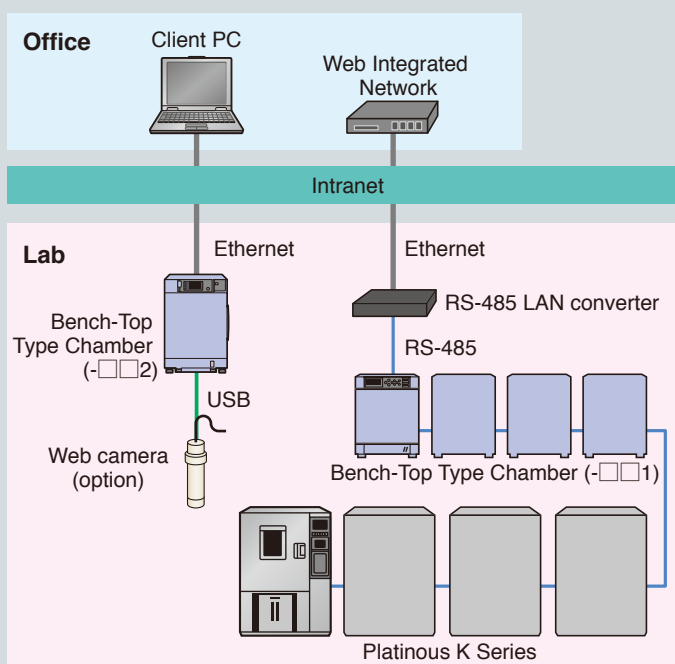 Office
Client PC
Web Integrated
Network
Intranet
Lab
Ethernet
Ethernet
RS-485 LAN converter
Bench-Top
Type Chamber
(-□□2)
RS-485
USB
Web camera
(option)
Bench-Top Type Chamber (-□□1)
Platinous K Series